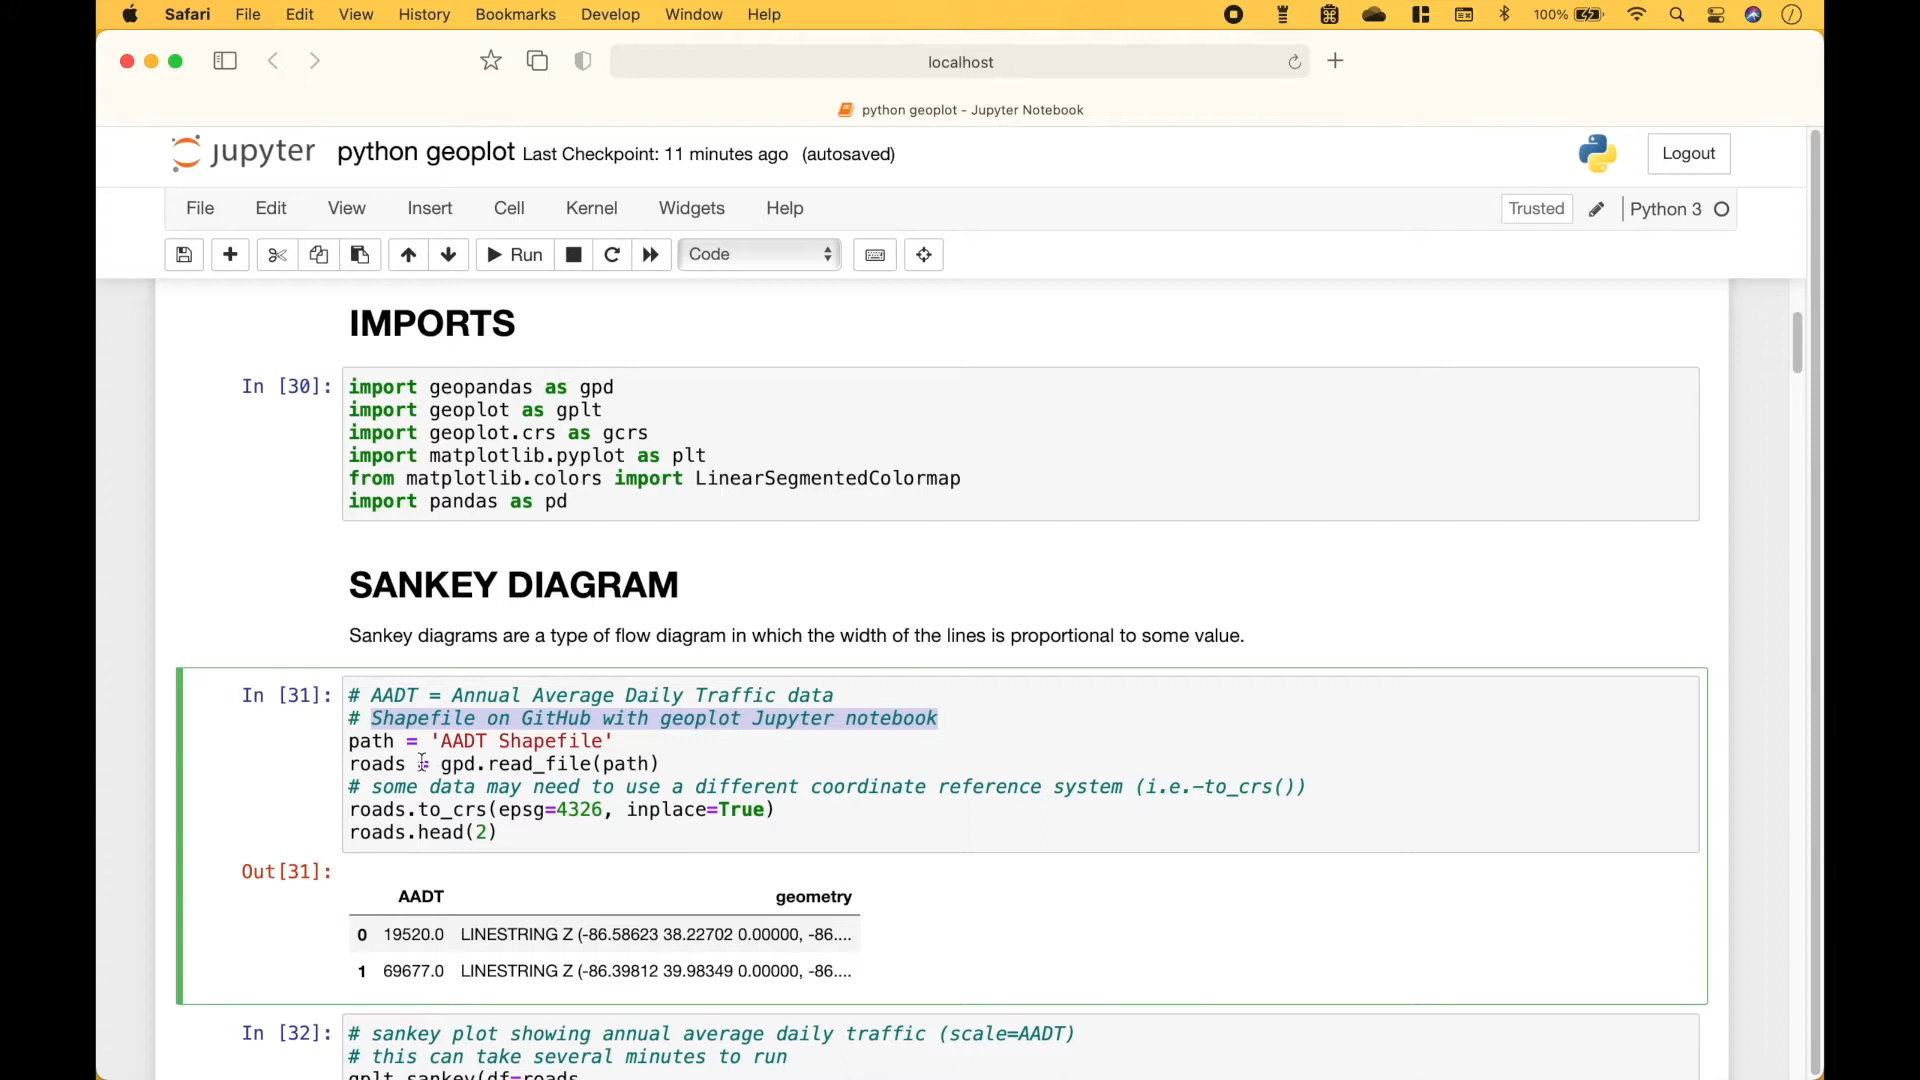 Safari File Edit View History Bookmarks Develop Window Help 100%
localhost
python geoplot - Jupyter Notebook
jupyter python geoplot Last Checkpoint: 11 minutes ago (autosaved) Logout
File Edit View Insert Cell Kernel Widgets Help Trusted Python 3
Run Code
IMPORTS
In [30]: import geopandas as gpd
import geoplot as gplt
import geoplot.crs as gcrs
import matplotlib.pyplot as plt
from matplotlib.colors import LinearSegmentedColormap
import pandas as pd
SANKEY DIAGRAM
Sankey diagrams are a type of flow diagram in which the width of the lines is proportional to some value.
In [31]: # AADT = Annual Average Daily Traffic data
# Shapefile on GitHub with geoplot Jupyter notebook
path = 'AADT Shapefile'
roads = gpd.read_file(path)
# some data may need to use a different coordinate reference system (i.e.-to_crs())
roads.to_crs(epsg=4326, inplace=True)
roads.head(2)
Out[31]:
AADT geometry
0 19520.0 LINESTRING Z (-86.58623 38.22702 0.00000, -86....
1 69677.0 LINESTRING Z (-86.39812 39.98349 0.00000, -86....
In [32]: # sankey plot showing annual average daily traffic (scale=AADT)
# this can take several minutes to run
gplt.sankey(df=roads,